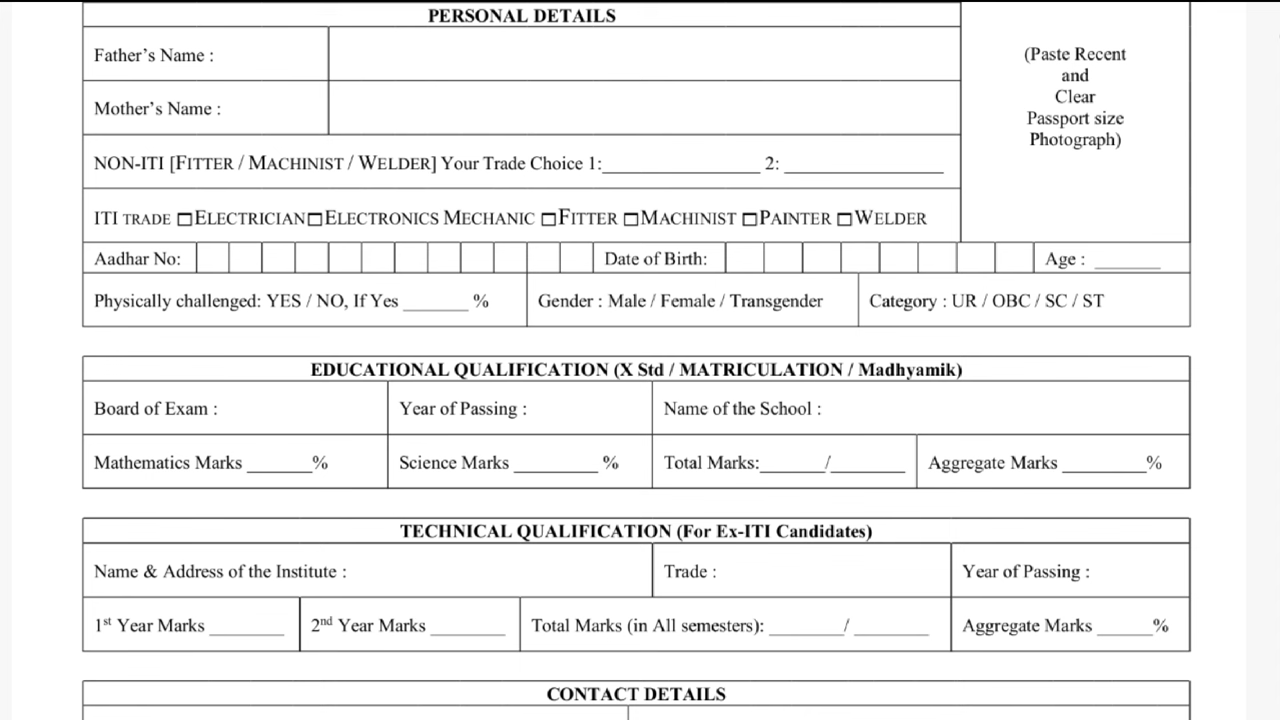 PERSONAL DETAILS
Father's Name :
(Paste Recent
and
Clear
Passport size
Photograph)
Mother's Name :
NON-ITI [FITTER / MACHINIST / WELDER] Your Trade Choice 1:________________ 2: ________________
ITI TRADE ☐ELECTRICIAN☐ELECTRONICS MECHANIC ☐FITTER ☐MACHINIST ☐PAINTER ☐WELDER
Aadhar No: Date of Birth: Age : _______
Physically challenged: YES / NO, If Yes _______ % Gender : Male / Female / Transgender Category : UR / OBC / SC / ST
EDUCATIONAL QUALIFICATION (X Std / MATRICULATION / Madhyamik)
Board of Exam : Year of Passing : Name of the School :
Mathematics Marks _______% Science Marks _________ % Total Marks:_______/________ Aggregate Marks _________%
TECHNICAL QUALIFICATION (For Ex-ITI Candidates)
Name & Address of the Institute : Trade : Year of Passing :
1st Year Marks ________ 2nd Year Marks ________ Total Marks (in All semesters): ________/ ________ Aggregate Marks ______%
CONTACT DETAILS